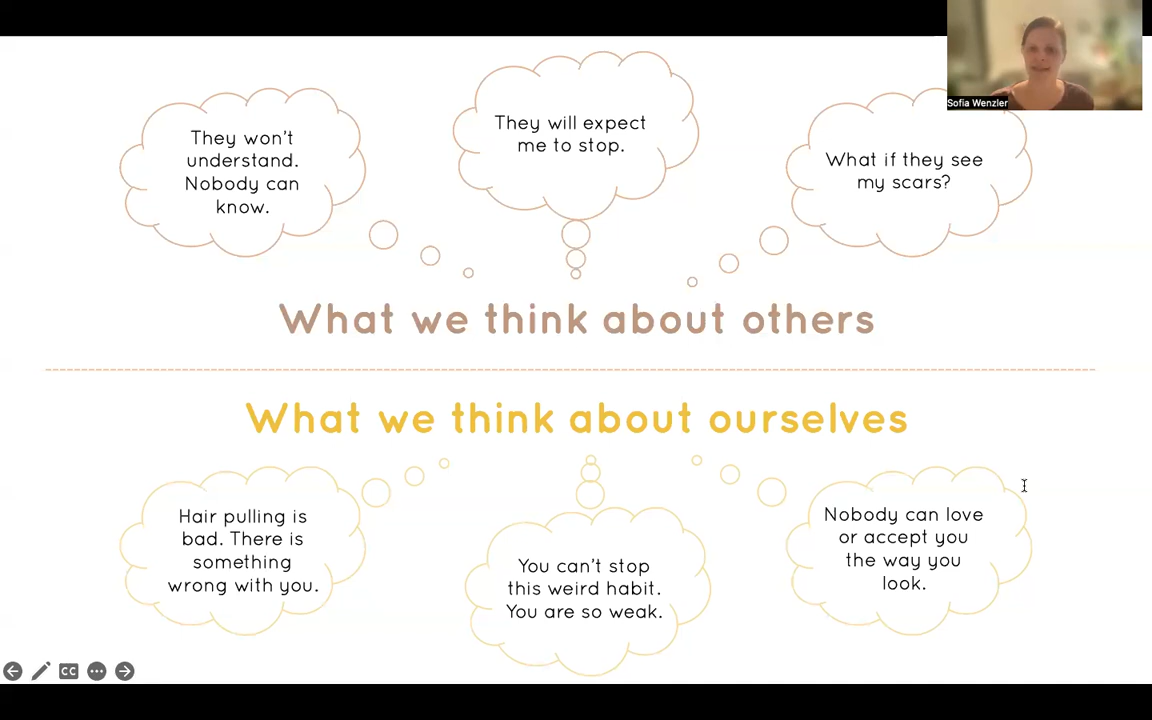 Sofia Wenzler
They won't
understand.
Nobody can
know.
They will expect
me to stop.
What if they see
my scars?
What we think about others
What we think about ourselves
Hair pulling is
bad. There is
something
wrong with you.
You can't stop
this weird habit.
You are so weak.
Nobody can love
or accept you
the way you
look.
CC